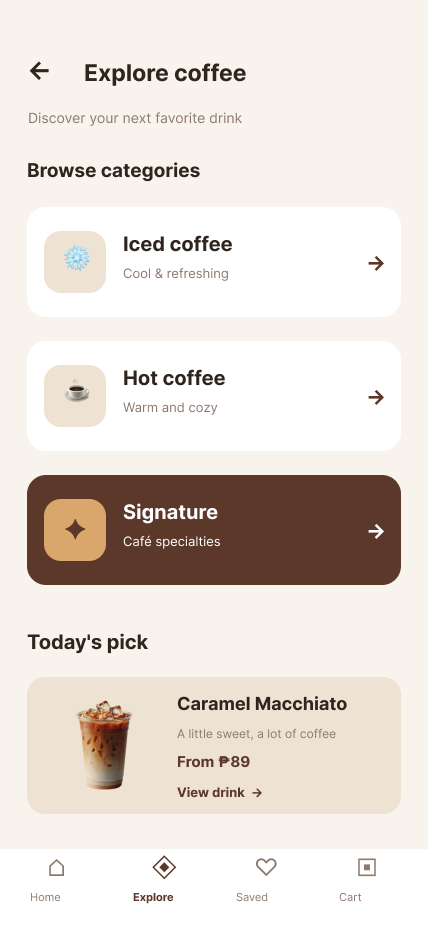 Explore coffee
Discover your next favorite drink
Browse categories
Iced coffee
Cool & refreshing
Hot coffee
Warm and cozy
Signature
Café specialties
Today's pick
Caramel Macchiato
A little sweet, a lot of coffee
From ₱89
View drink →
Home
Explore
Saved
Cart